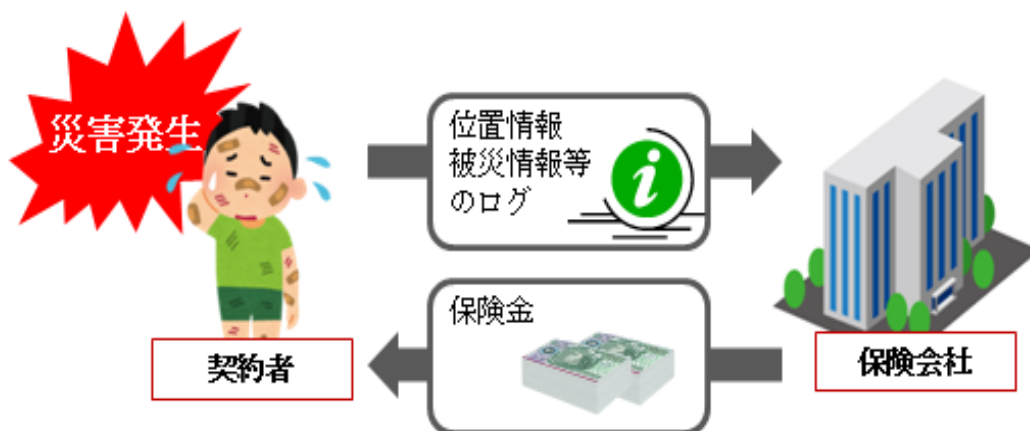 災害発生
位置情報
被災情報等
のログ
i
保険金
契約者
保険会社